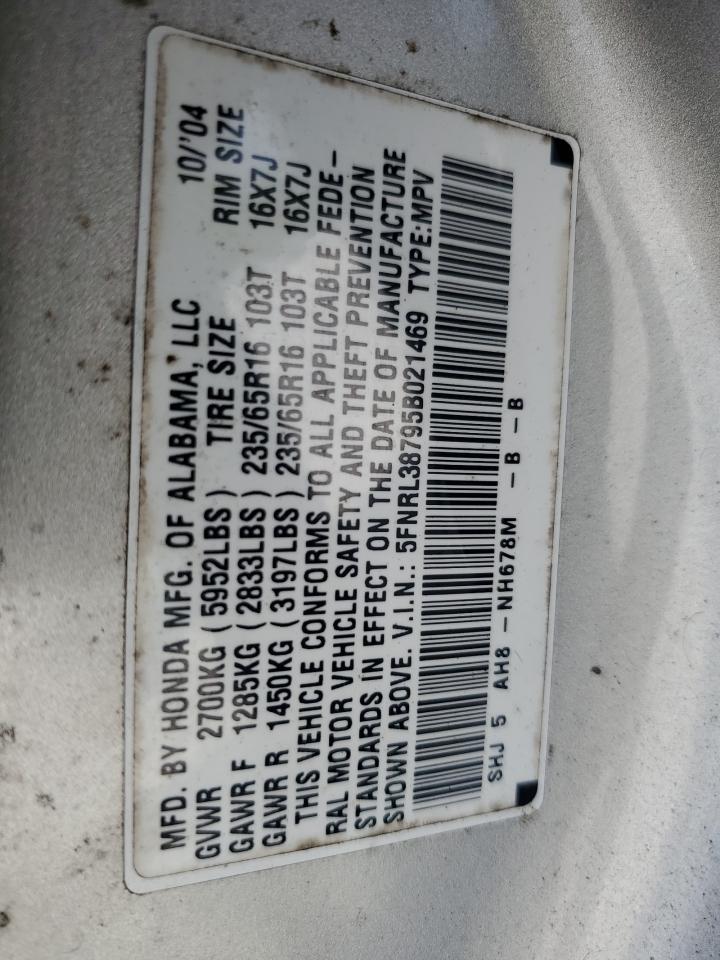 MFD. BY HONDA MFG. OF ALABAMA, LLC 10/'04
GVWR 2700KG ( 5952LBS ) TIRE SIZE RIM SIZE
GAWR F 1285KG ( 2833LBS ) 235/65R16 103T 16X7J
GAWR R 1450KG ( 3197LBS ) 235/65R16 103T 16X7J
THIS VEHICLE CONFORMS TO ALL APPLICABLE FEDE-
RAL MOTOR VEHICLE SAFETY AND THEFT PREVENTION
STANDARDS IN EFFECT ON THE DATE OF MANUFACTURE
SHOWN ABOVE. V.I.N.: 5FNRL38795B021469 TYPE:MPV
SHJ 5 AH8 -NH678M -B -B